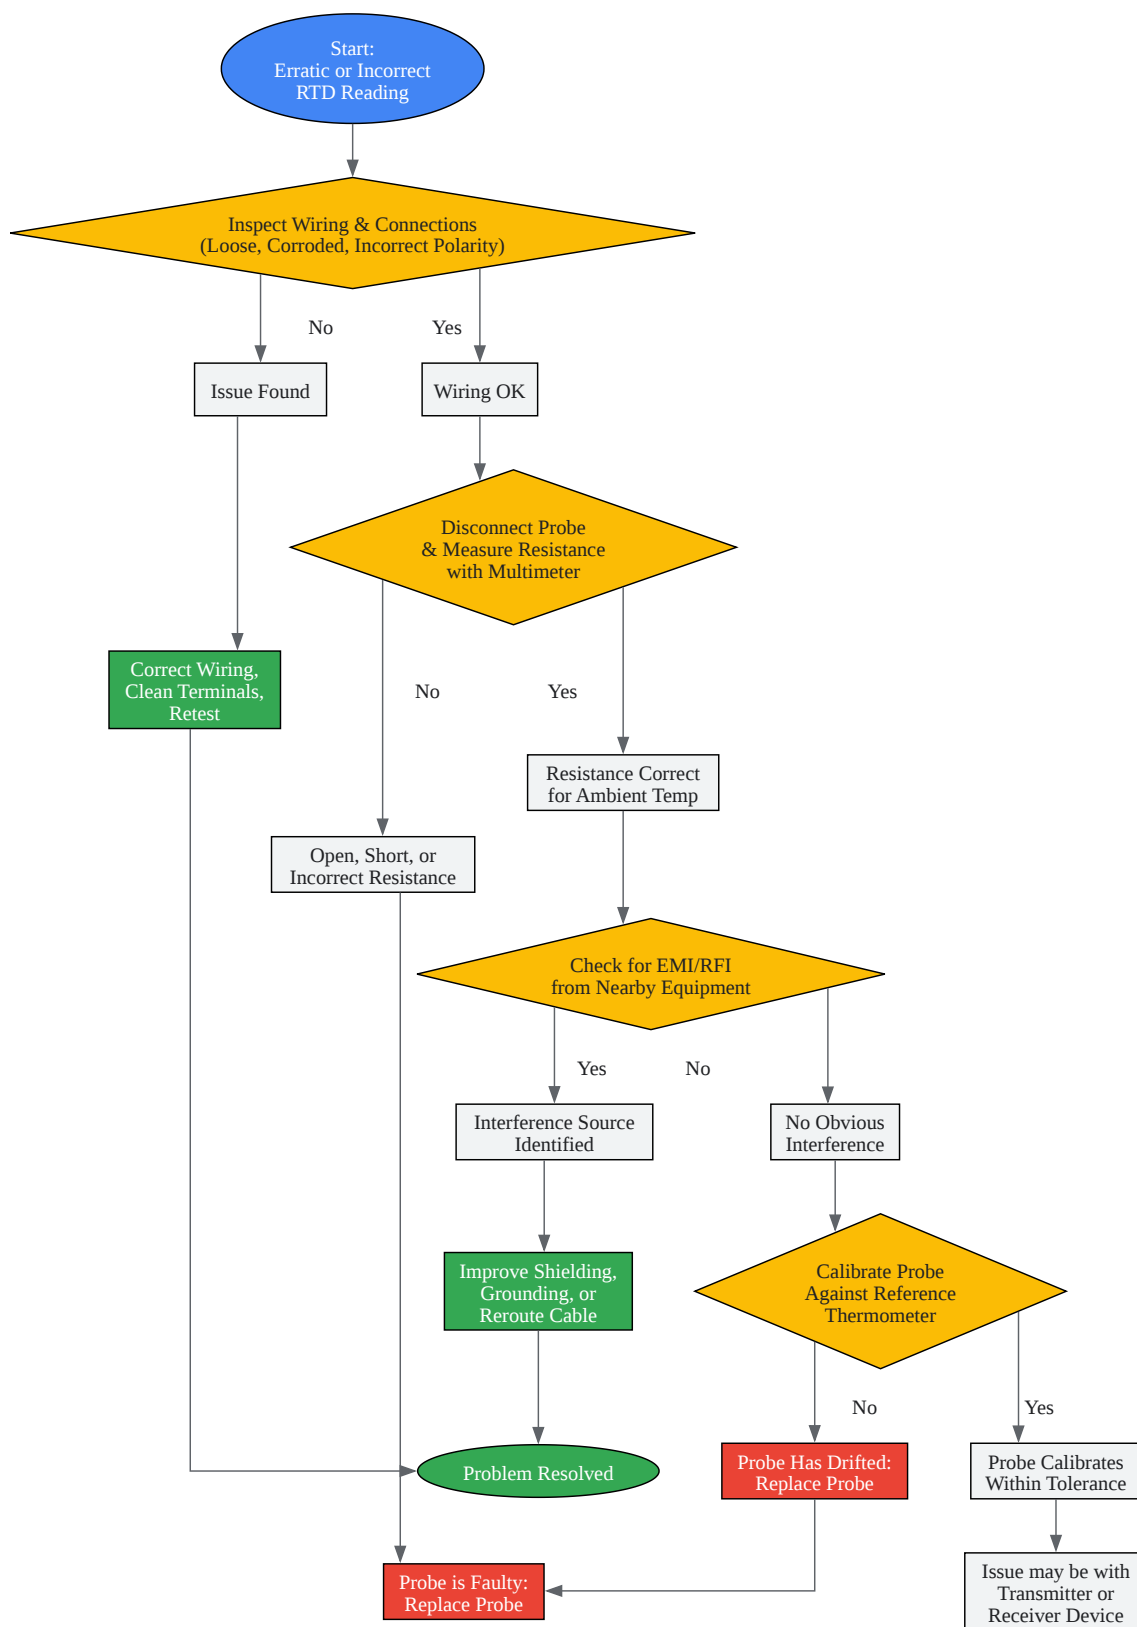 Start:
Erratic or Incorrect
RTD Reading
Inspect Wiring & Connections
(Loose, Corroded, Incorrect Polarity)
No
Yes
Issue Found
Wiring OK
Disconnect Probe
& Measure Resistance
with Multimeter
Correct Wiring,
Clean Terminals,
Retest
No
Yes
Resistance Correct
for Ambient Temp
Open, Short, or
Incorrect Resistance
Check for EMI/RFI
from Nearby Equipment
Yes
No
Interference Source
Identified
No Obvious
Interference
Improve Shielding,
Grounding, or
Reroute Cable
Calibrate Probe
Against Reference
Thermometer
No
Yes
Problem Resolved
Probe Has Drifted:
Replace Probe
Probe Calibrates
Within Tolerance
Probe is Faulty:
Replace Probe
Issue may be with
Transmitter or
Receiver Device